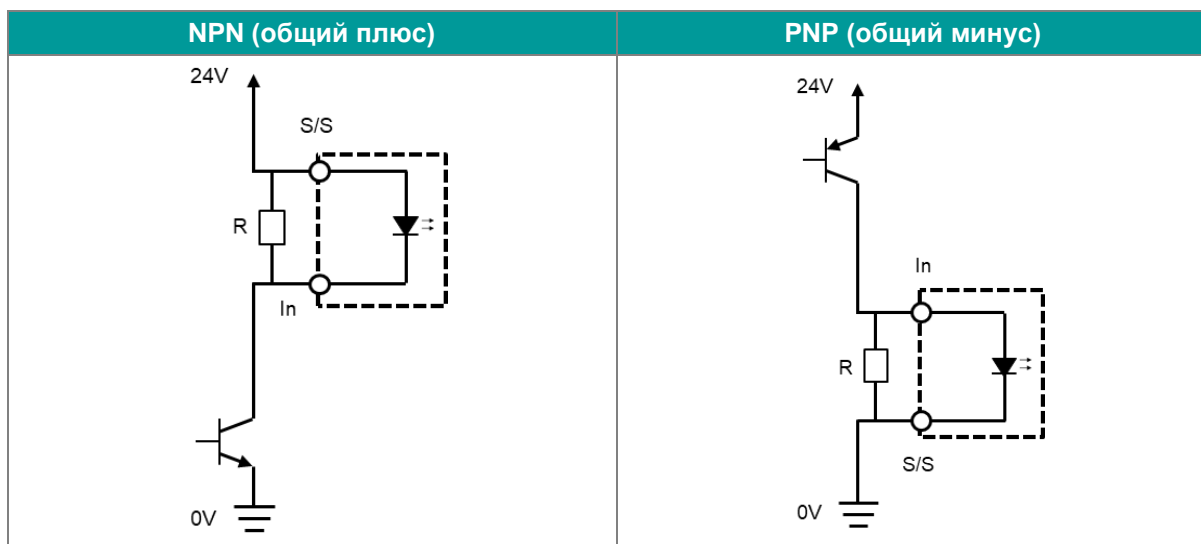 NPN (общий плюс)
PNP (общий минус)
24V
S/S
R
In
0V
24V
In
R
S/S
0V